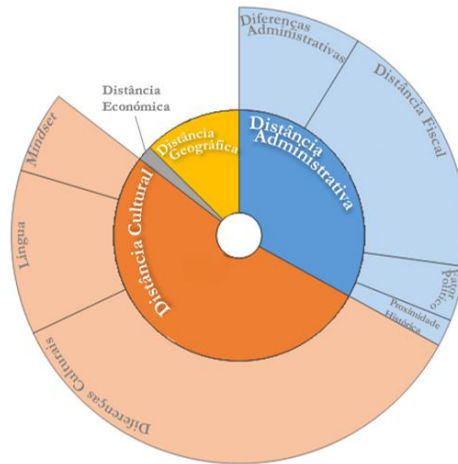 Diferenças
Administrativas
Distância Fiscal
Fator
Político
Proximidade
Histórica
Distância
Administrativa
Distância
Económica
Distância
Geográfica
Mindset
Língua
Distância Cultural
Diferenças Culturais